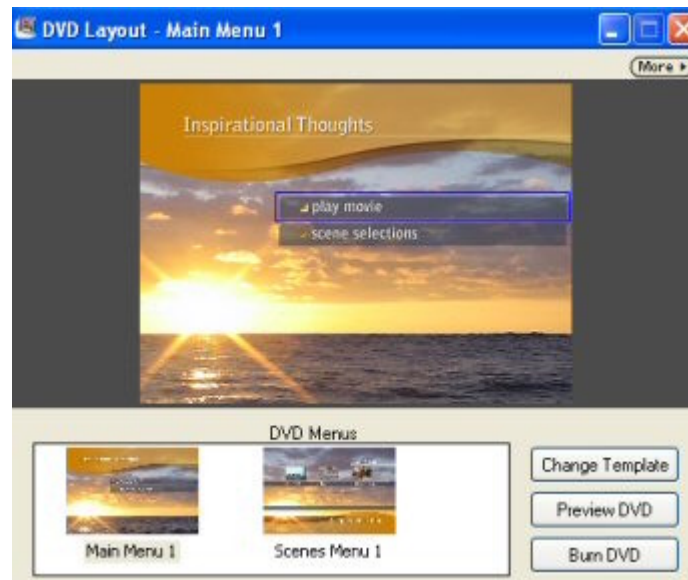 DVD Layout - Main Menu 1
More
Inspirational Thoughts
play movie
scene selections
DVD Menus
Change Template
Preview DVD
Burn DVD
Main Menu 1
Scenes Menu 1